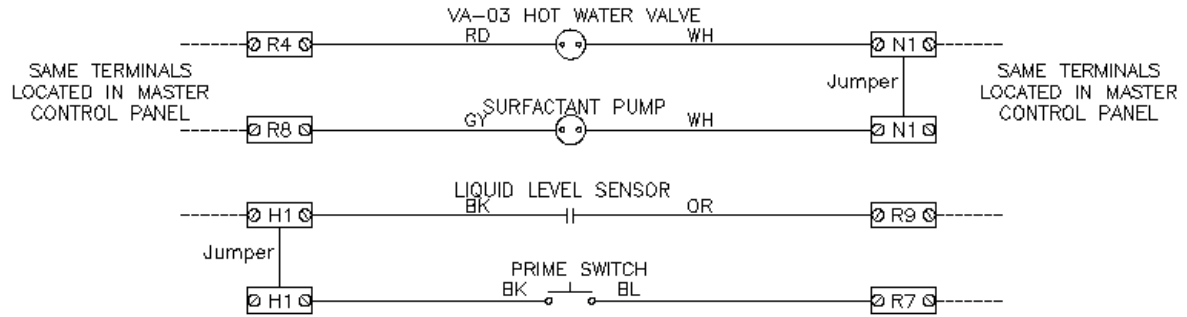 VA-03 HOT WATER VALVE
R4 RD WH N1
SAME TERMINALS
LOCATED IN MASTER
CONTROL PANEL
Jumper
SAME TERMINALS
LOCATED IN MASTER
CONTROL PANEL
SURFACTANT PUMP
R8 GY WH N1
LIQUID LEVEL SENSOR
H1 BK OR R9
Jumper
PRIME SWITCH
H1 BK BL R7